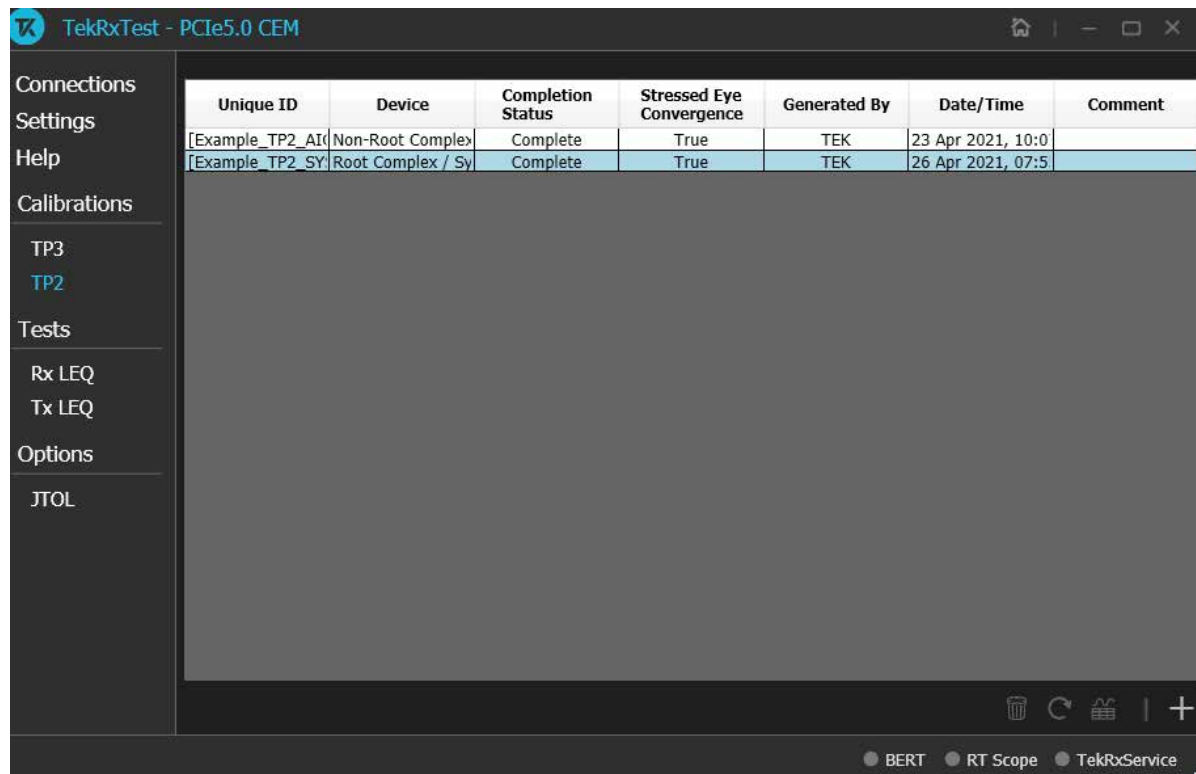 TekRxTest - PCIe5.0 CEM
Connections
Settings
Help
Calibrations
TP3
TP2
Tests
Rx LEQ
Tx LEQ
Options
JTOL
Unique ID Device Completion Status Stressed Eye Convergence Generated By Date/Time Comment
[Example_TP2_AI Non-Root Complex Complete True TEK 23 Apr 2021, 10:0
[Example_TP2_SY Root Complex / Sy Complete True TEK 26 Apr 2021, 07:5
BERT RT Scope TekRxService